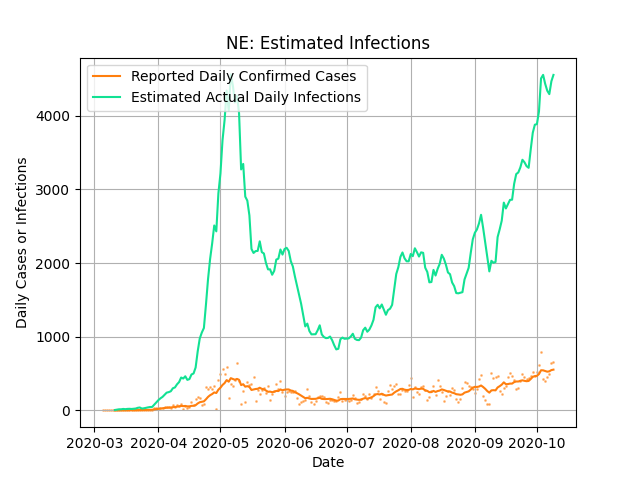 NE: Estimated Infections
Reported Daily Confirmed Cases
Estimated Actual Daily Infections
Daily Cases or Infections
4000
3000
2000
1000
0
2020-03 2020-04 2020-05 2020-06 2020-07 2020-08 2020-09 2020-10
Date